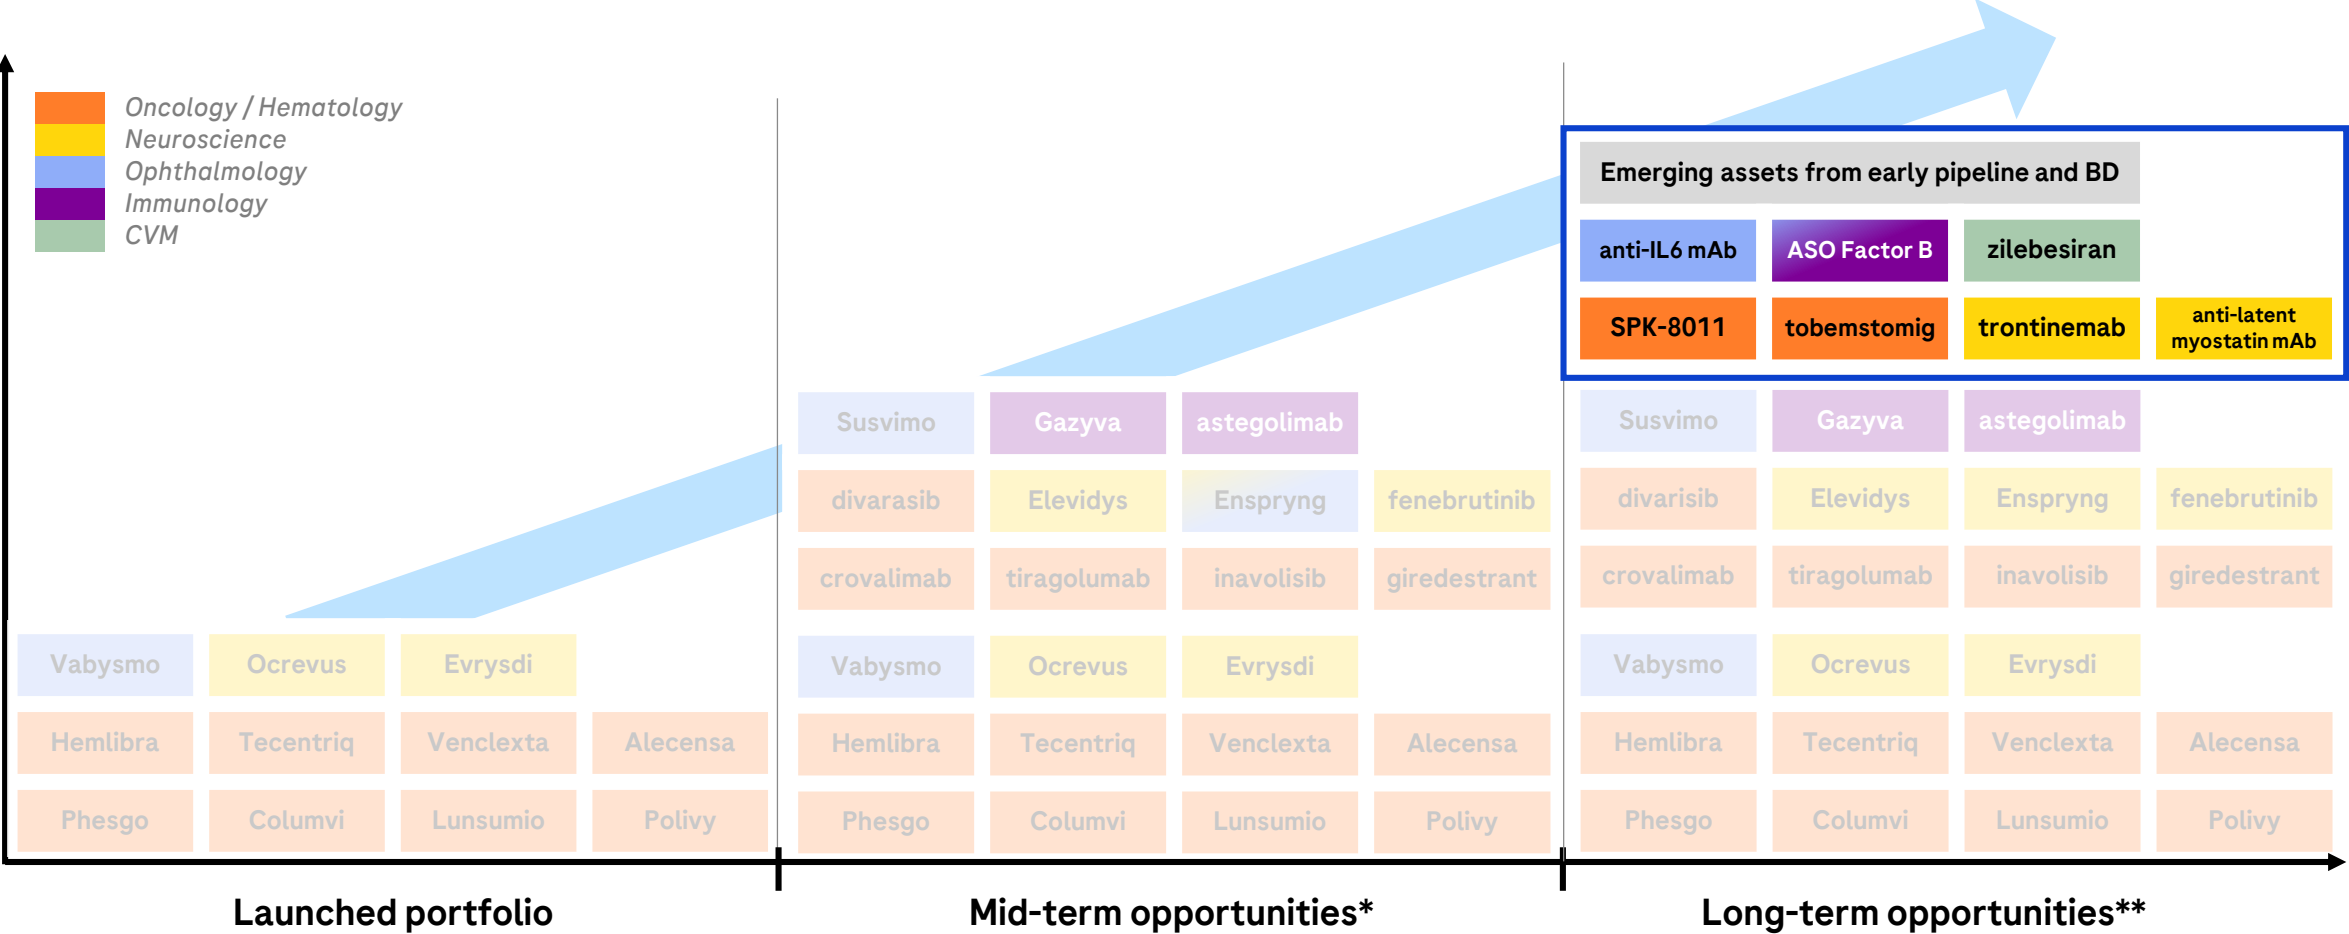 Oncology / Hematology
Neuroscience
Ophthalmology
Immunology
CVM
Vabysmo Ocrevus Evrysdi
Hemlibra Tecentriq Venclexta Alecensa
Phesgo Columvi Lunsumio Polivy
Launched portfolio
Susvimo Gazyva astegolimab
divarasib Elevidys Enspryng fenebrutinib
crovalimab tiragolumab inavolisib giredestrant
Vabysmo Ocrevus Evrysdi
Hemlibra Tecentriq Venclexta Alecensa
Phesgo Columvi Lunsumio Polivy
Mid-term opportunities*
Emerging assets from early pipeline and BD
anti-IL6 mAb ASO Factor B zilebesiran
SPK-8011 tobemstomig trontinemab anti-latent
myostatin mAb
Susvimo Gazyva astegolimab
divarisib Elevidys Enspryng fenebrutinib
crovalimab tiragolumab inavolisib giredestrant
Vabysmo Ocrevus Evrysdi
Hemlibra Tecentriq Venclexta Alecensa
Phesgo Columvi Lunsumio Polivy
Long-term opportunities**